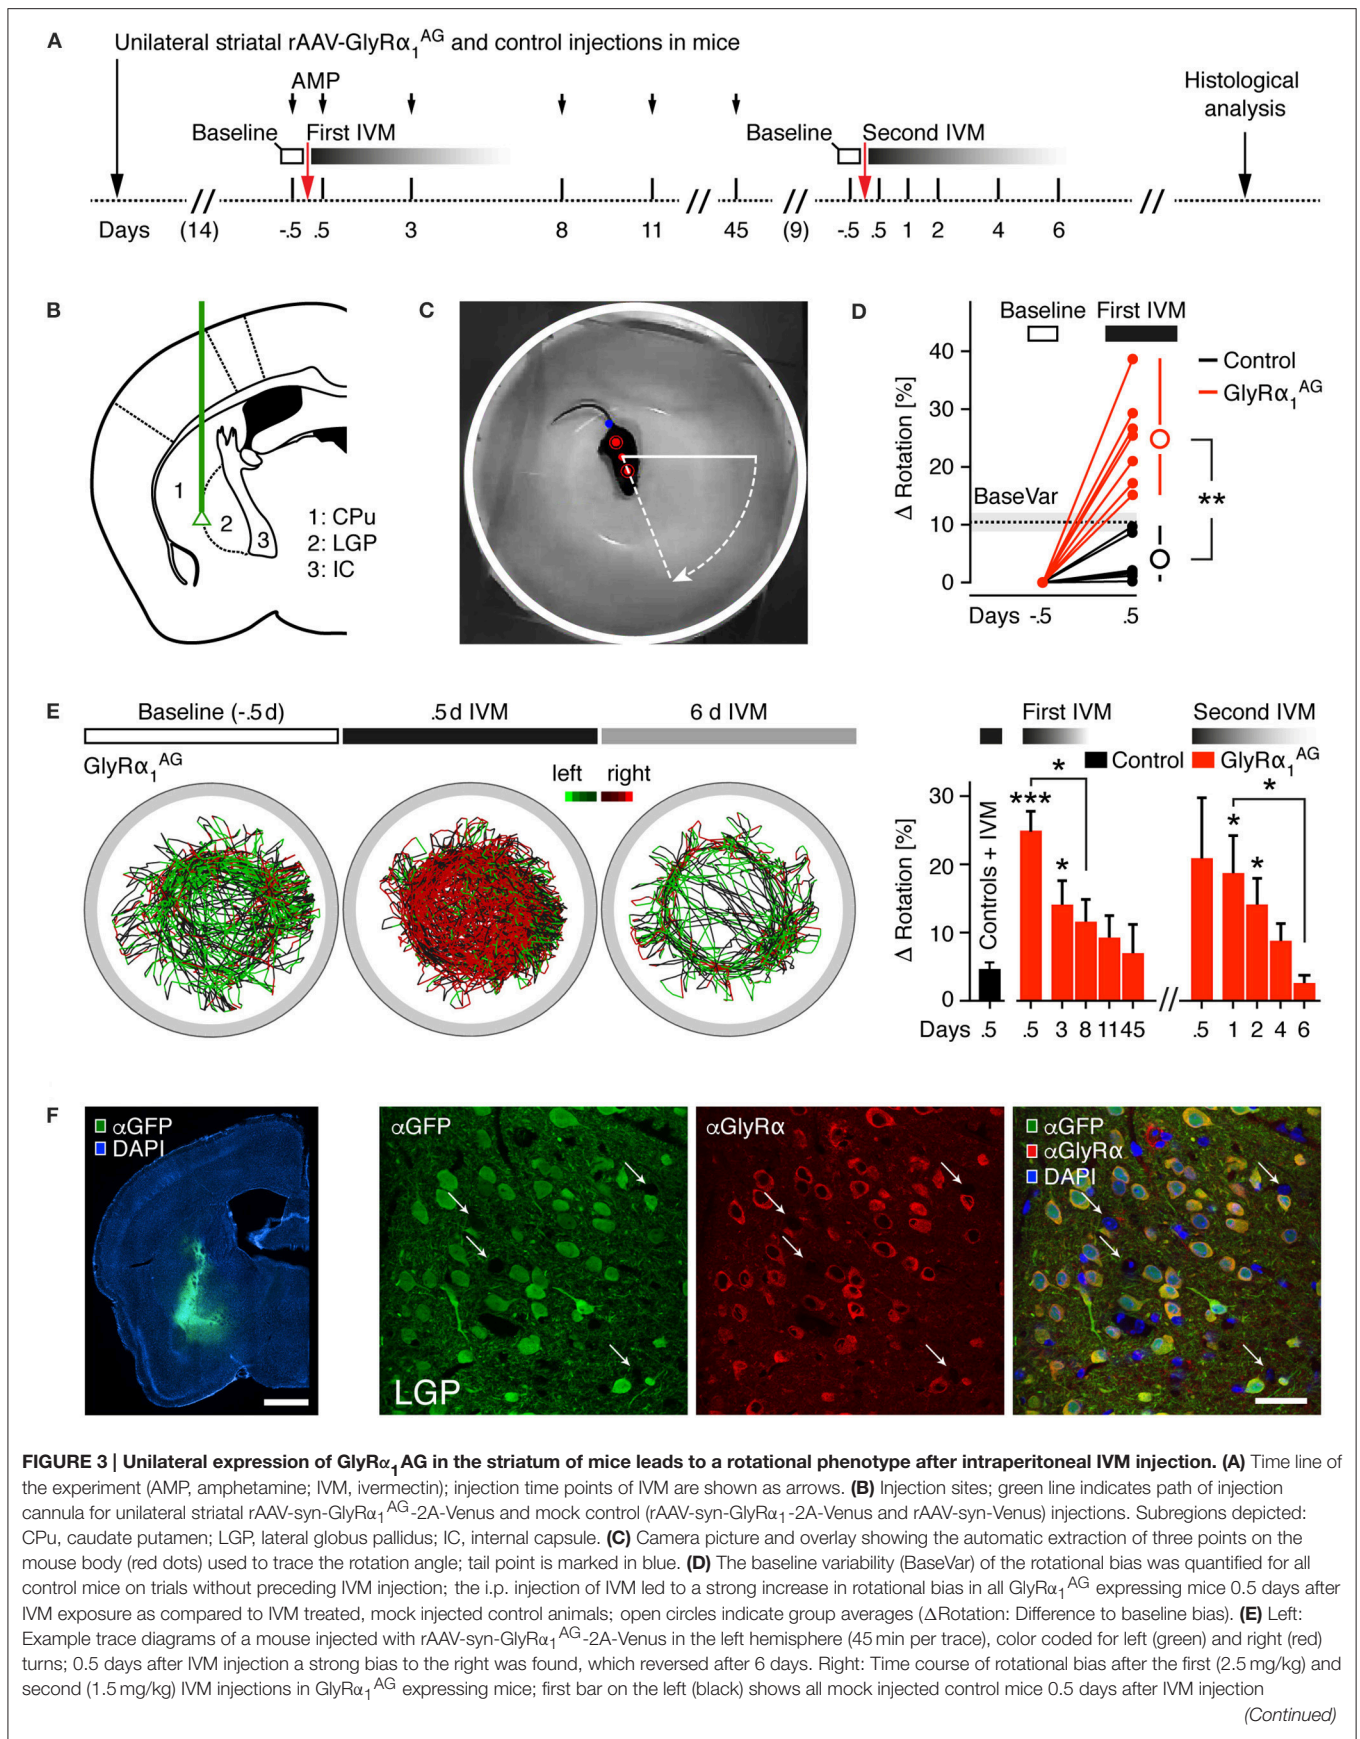 A
Unilateral striatal rAAV-GlyRα₁ᴬᴳ and control injections in mice
AMP
Histological
analysis
Baseline
First IVM
Baseline
Second IVM
Days (14) -.5 .5 3 8 11 45 (9) -.5 .5 1 2 4 6
B
1
2
3
1: CPu
2: LGP
3: IC
C
D
Baseline First IVM
Control
GlyRα₁ᴬᴳ
Δ Rotation [%]
40
30
20
10
0
BaseVar
**
Days -.5 .5
E
Baseline (-.5d) .5d IVM 6 d IVM
GlyRα₁ᴬᴳ
left right
First IVM Second IVM
Control GlyRα₁ᴬᴳ
Δ Rotation [%]
30
20
10
0
Controls + IVM
***
*
*
*
*
*
Days .5 .5 3 8 11 45 .5 1 2 4 6
F
αGFP
DAPI
αGFP
LGP
αGlyRα
αGFP
αGlyRα
DAPI
FIGURE 3 | Unilateral expression of GlyRα₁AG in the striatum of mice leads to a rotational phenotype after intraperitoneal IVM injection. (A) Time line of
the experiment (AMP, amphetamine; IVM, ivermectin); injection time points of IVM are shown as arrows. (B) Injection sites; green line indicates path of injection
cannula for unilateral striatal rAAV-syn-GlyRα₁ᴬᴳ-2A-Venus and mock control (rAAV-syn-GlyRα₁-2A-Venus and rAAV-syn-Venus) injections. Subregions depicted:
CPu, caudate putamen; LGP, lateral globus pallidus; IC, internal capsule. (C) Camera picture and overlay showing the automatic extraction of three points on the
mouse body (red dots) used to trace the rotation angle; tail point is marked in blue. (D) The baseline variability (BaseVar) of the rotational bias was quantified for all
control mice on trials without preceding IVM injection; the i.p. injection of IVM led to a strong increase in rotational bias in all GlyRα₁ᴬᴳ expressing mice 0.5 days after
IVM exposure as compared to IVM treated, mock injected control animals; open circles indicate group averages (ΔRotation: Difference to baseline bias). (E) Left:
Example trace diagrams of a mouse injected with rAAV-syn-GlyRα₁ᴬᴳ-2A-Venus in the left hemisphere (45 min per trace), color coded for left (green) and right (red)
turns; 0.5 days after IVM injection a strong bias to the right was found, which reversed after 6 days. Right: Time course of rotational bias after the first (2.5 mg/kg) and
second (1.5 mg/kg) IVM injections in GlyRα₁ᴬᴳ expressing mice; first bar on the left (black) shows all mock injected control mice 0.5 days after IVM injection
(Continued)